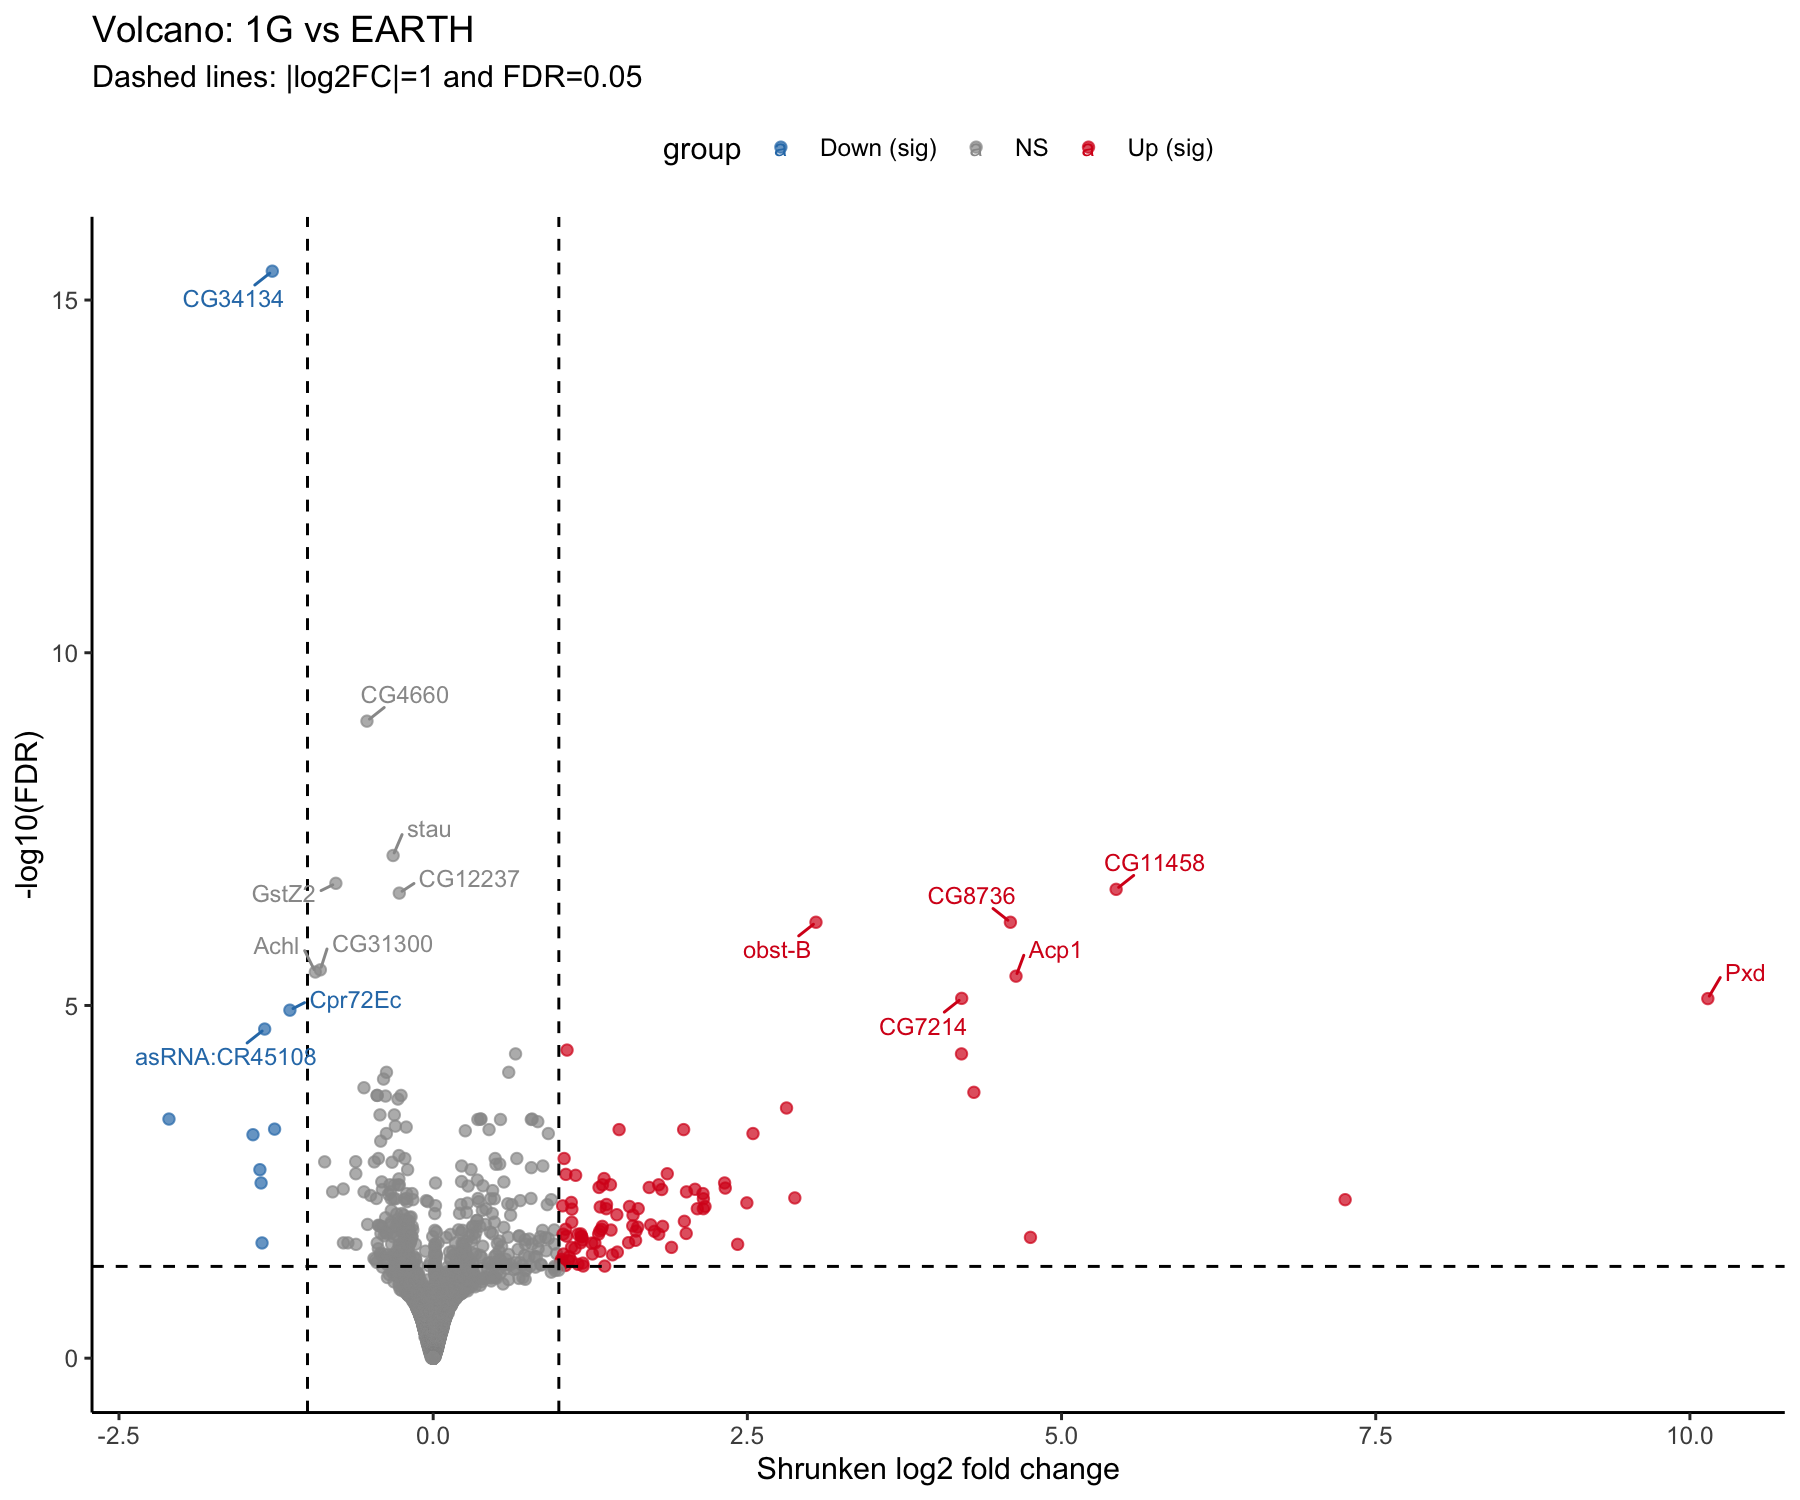 Volcano: 1G vs EARTH
Dashed lines: |log2FC|=1 and FDR=0.05
group a Down (sig) a NS a Up (sig)
15
CG34134
10
CG4660
stau
CG12237
GstZ2
CG11458
CG8736
obst-B
Achl
CG31300
Acp1
Pxd
5
Cpr72Ec
CG7214
asRNA:CR45108
0
-log10(FDR)
-2.5 0.0 2.5 5.0 7.5 10.0
Shrunken log2 fold change